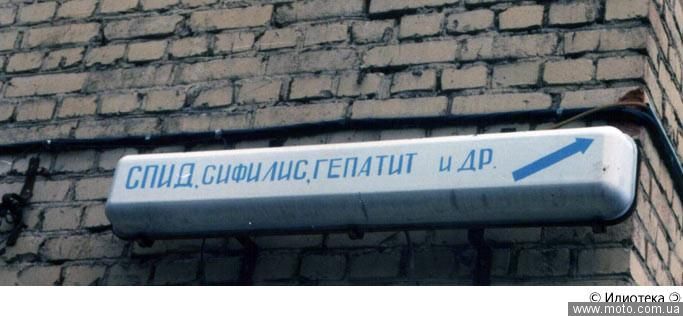 СПИД, СИФИЛИС, ГЕПАТИТ И ДР.
© Идиотека
www.moto.com.ua